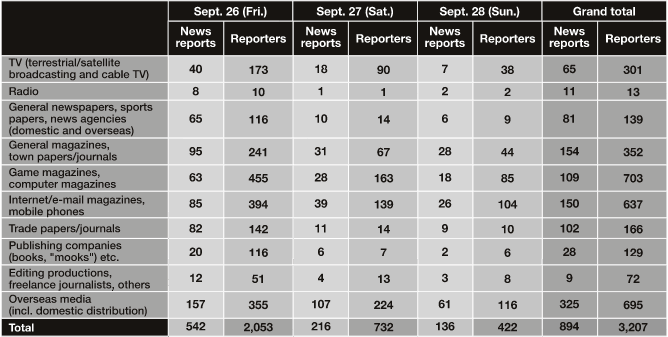 Sept. 26 (Fri.) Sept. 27 (Sat.) Sept. 28 (Sun.) Grand total
News reports Reporters News reports Reporters News reports Reporters News reports Reporters
TV (terrestrial/satellite
broadcasting and cable TV) 40 173 18 90 7 38 65 301
Radio 8 10 1 1 2 2 11 13
General newspapers, sports
papers, news agencies
(domestic and overseas) 65 116 10 14 6 9 81 139
General magazines,
town papers/journals 95 241 31 67 28 44 154 352
Game magazines,
computer magazines 63 455 28 163 18 85 109 703
Internet/e-mail magazines,
mobile phones 85 394 39 139 26 104 150 637
Trade papers/journals 82 142 11 14 9 10 102 166
Publishing companies
(books, "mooks") etc. 20 116 6 7 2 6 28 129
Editing productions,
freelance journalists, others 12 51 4 13 3 8 9 72
Overseas media
(incl. domestic distribution) 157 355 107 224 61 116 325 695
Total 542 2,053 216 732 136 422 894 3,207